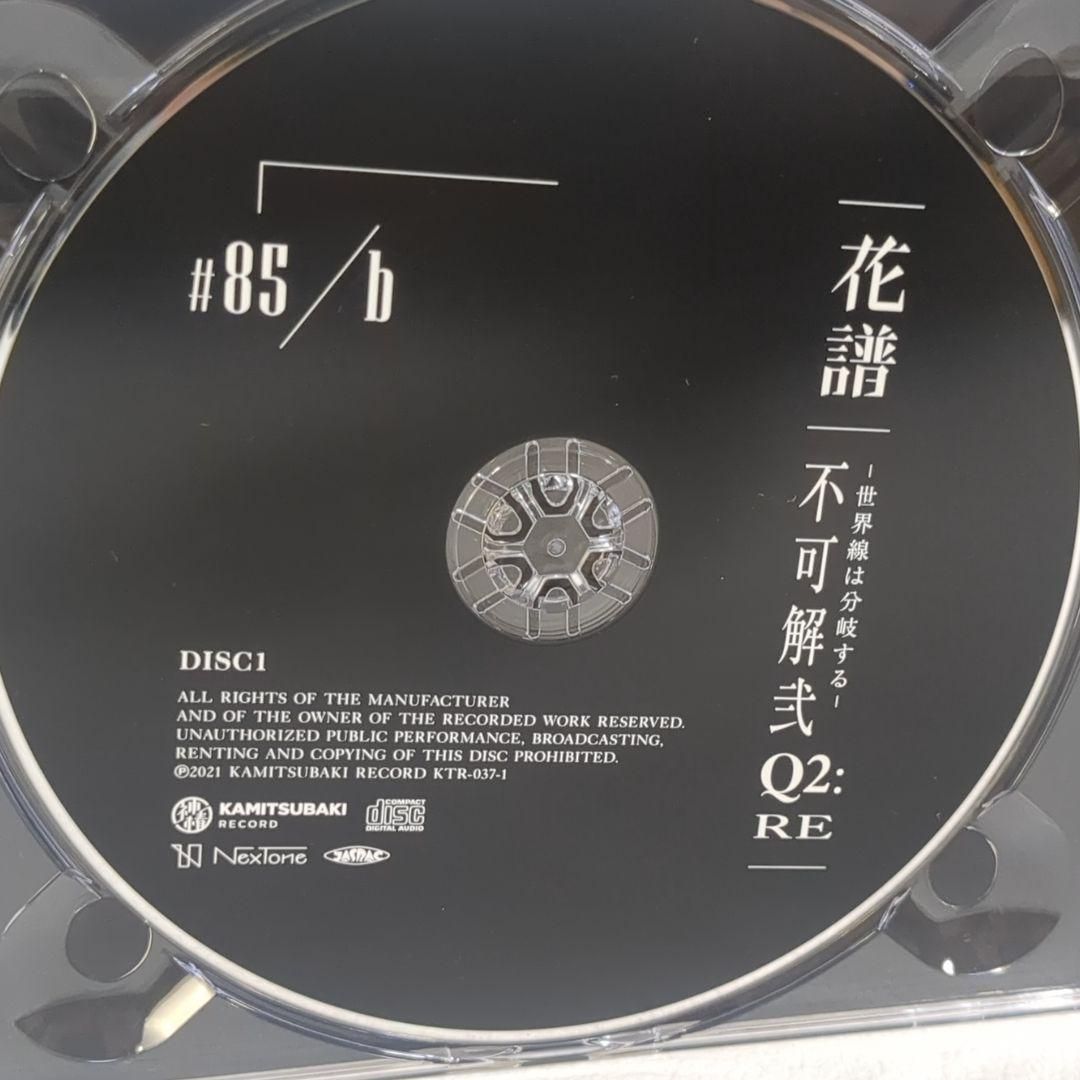 #85/b
花譜
不可解弐
Q2:
RE
-世界線は分岐する-
DISC1
ALL RIGHTS OF THE MANUFACTURER
AND OF THE OWNER OF THE RECORDED WORK RESERVED.
UNAUTHORIZED PUBLIC PERFORMANCE, BROADCASTING,
RENTING AND COPYING OF THIS DISC PROHIBITED.
℗2021 KAMITSUBAKI RECORD KTR-037-1
神椿
KAMITSUBAKI
RECORD
COMPACT
disc
DIGITAL AUDIO
NexTone
JASRAC